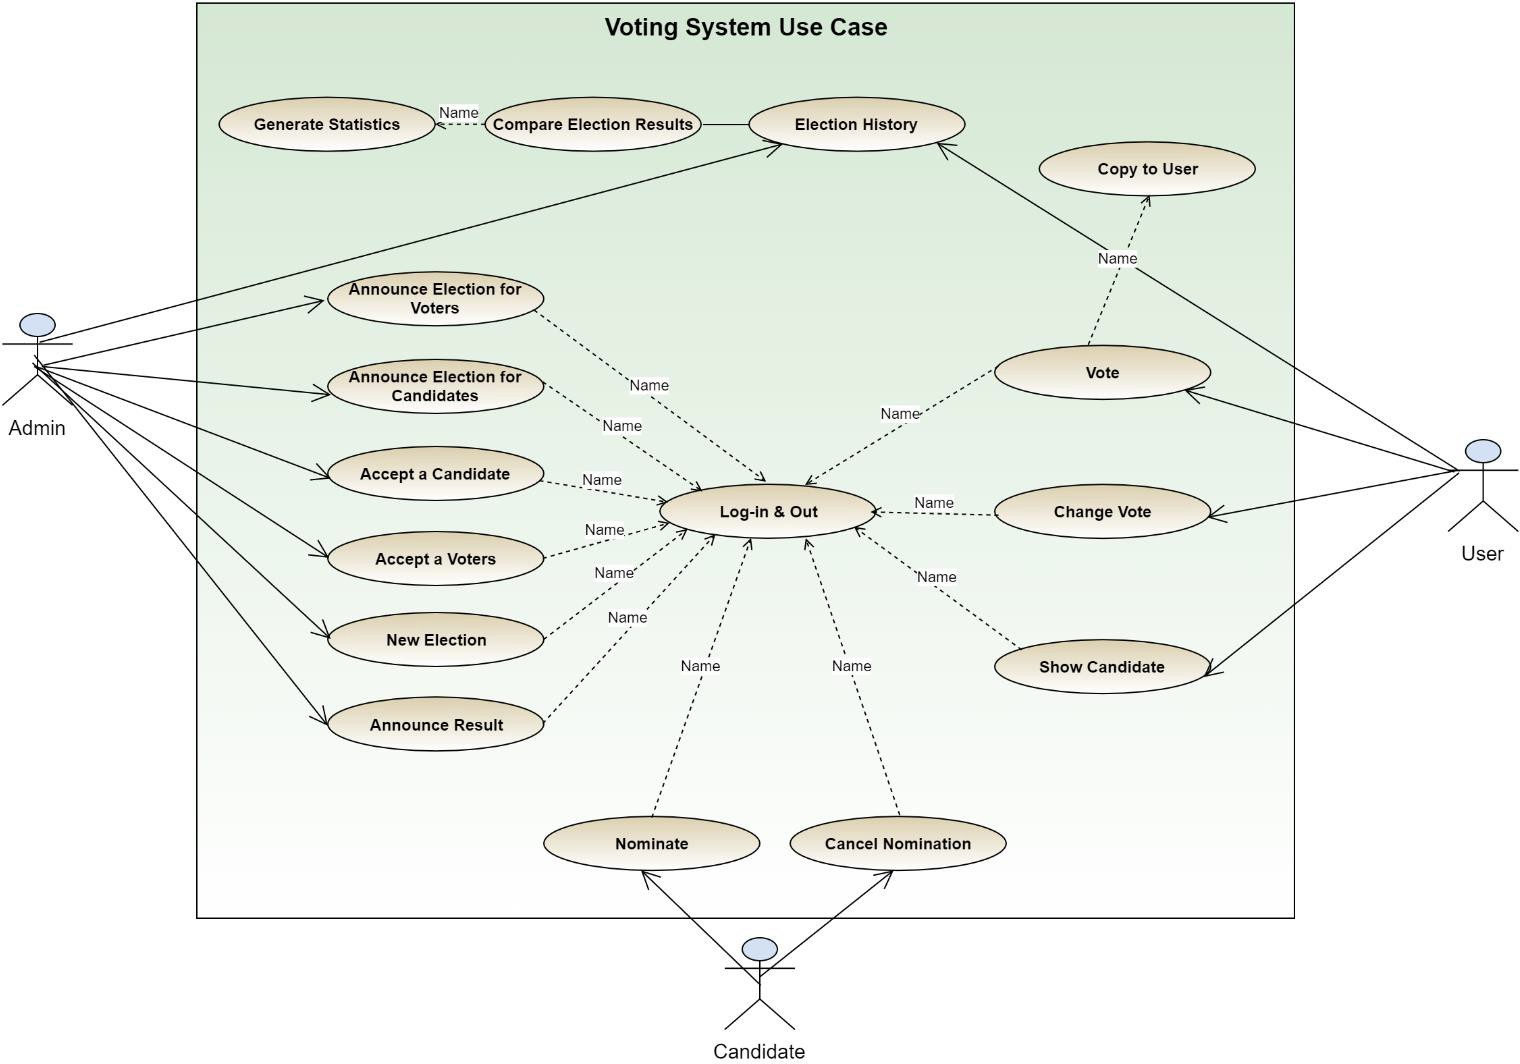 Voting System Use Case
Generate Statistics
Name
Compare Election Results
Election History
Copy to User
Name
Announce Election for
Voters
Announce Election for
Candidates
Name
Name
Vote
Name
Admin
Accept a Candidate
Name
Log-in & Out
Name
Change Vote
User
Accept a Voters
Name
Name
Name
New Election
Name
Name
Name
Show Candidate
Announce Result
Nominate
Cancel Nomination
Candidate